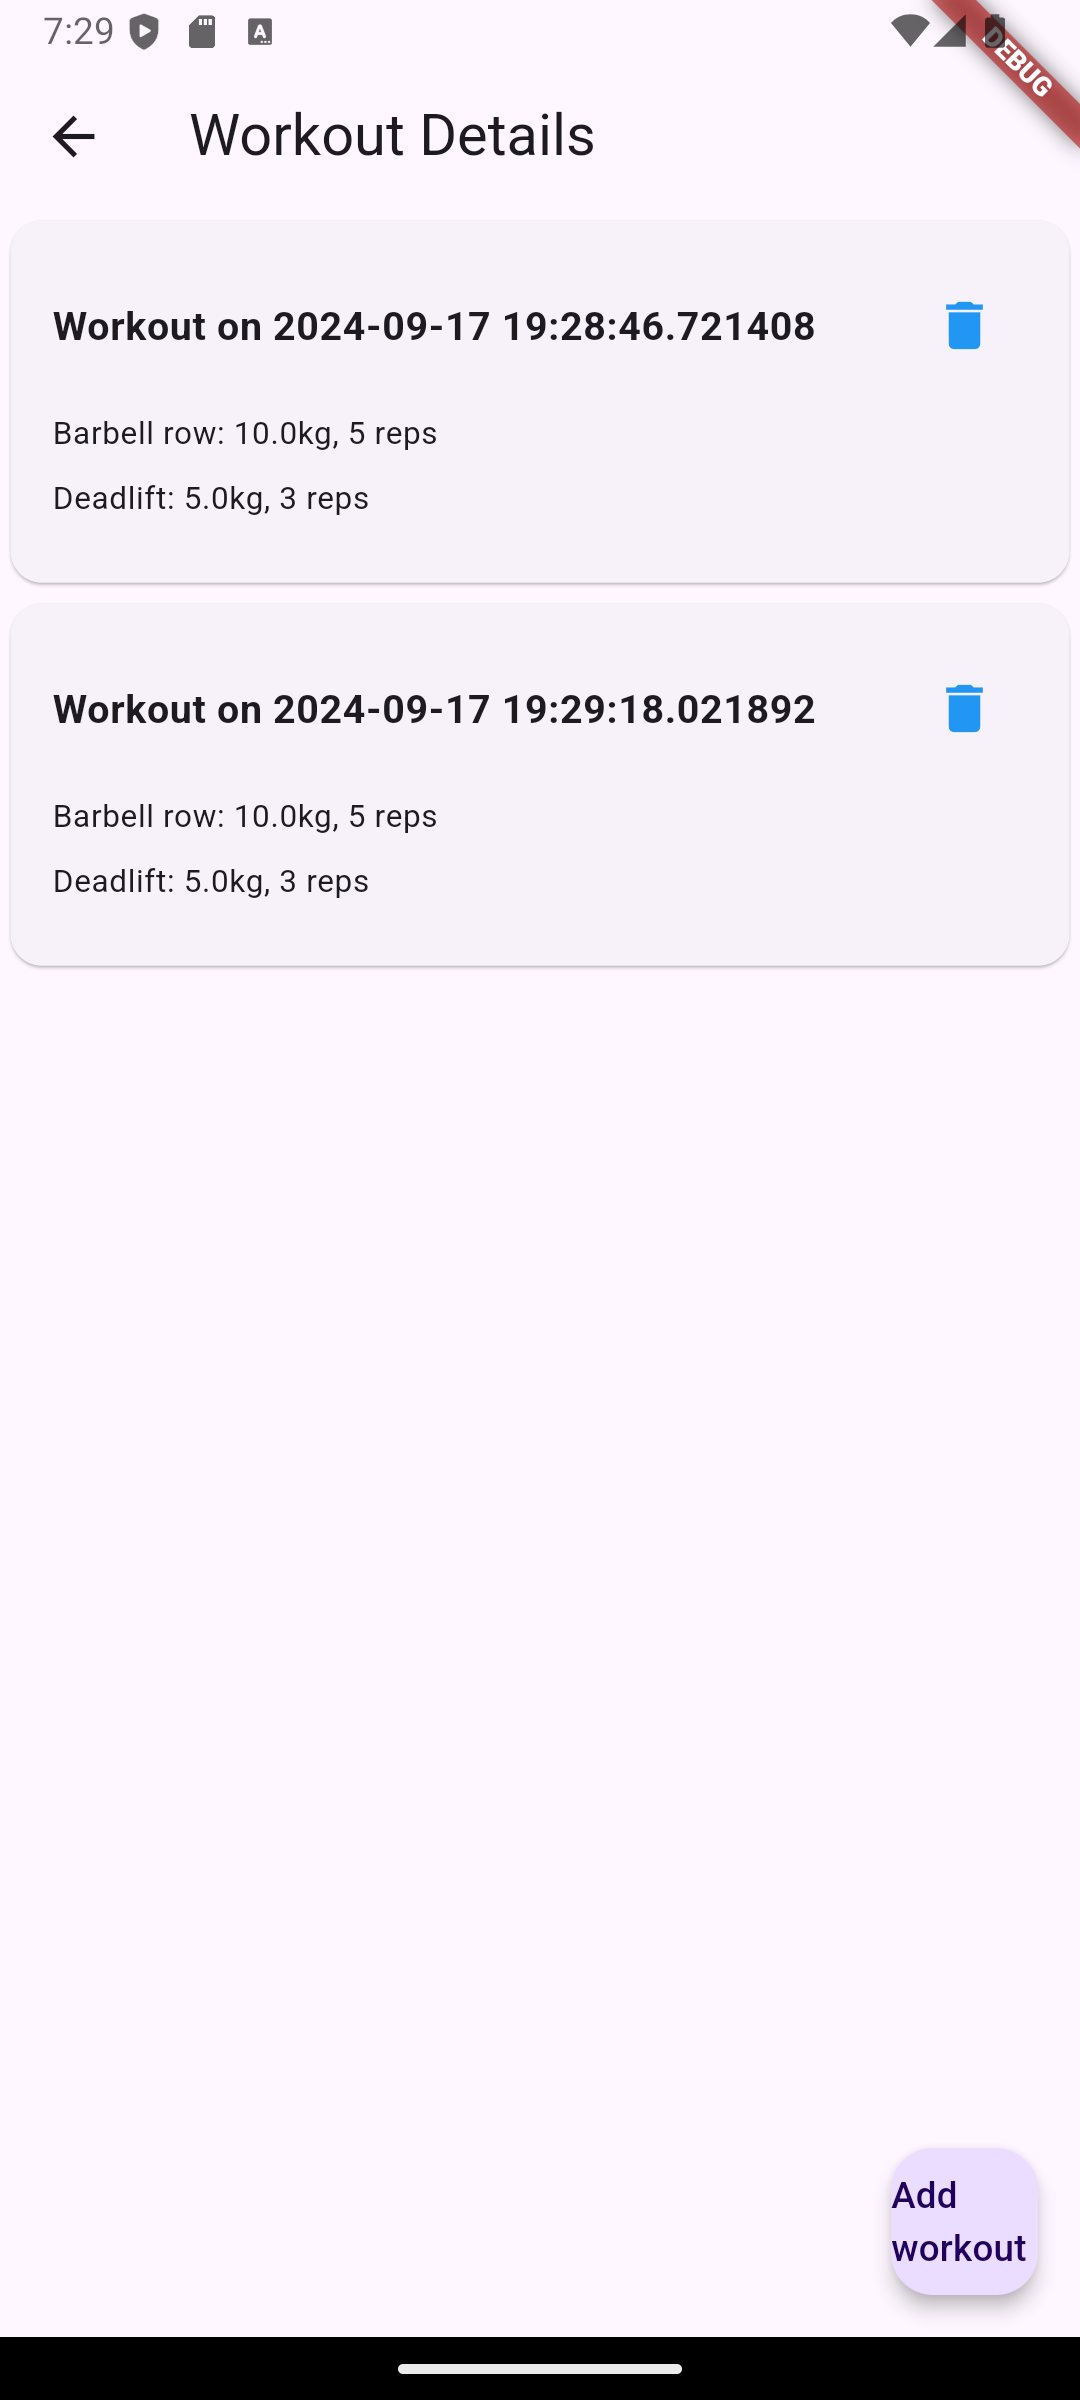 7:29
DEBUG
Workout Details
Workout on 2024-09-17 19:28:46.721408
Barbell row: 10.0kg, 5 reps
Deadlift: 5.0kg, 3 reps
Workout on 2024-09-17 19:29:18.021892
Barbell row: 10.0kg, 5 reps
Deadlift: 5.0kg, 3 reps
Add
workout